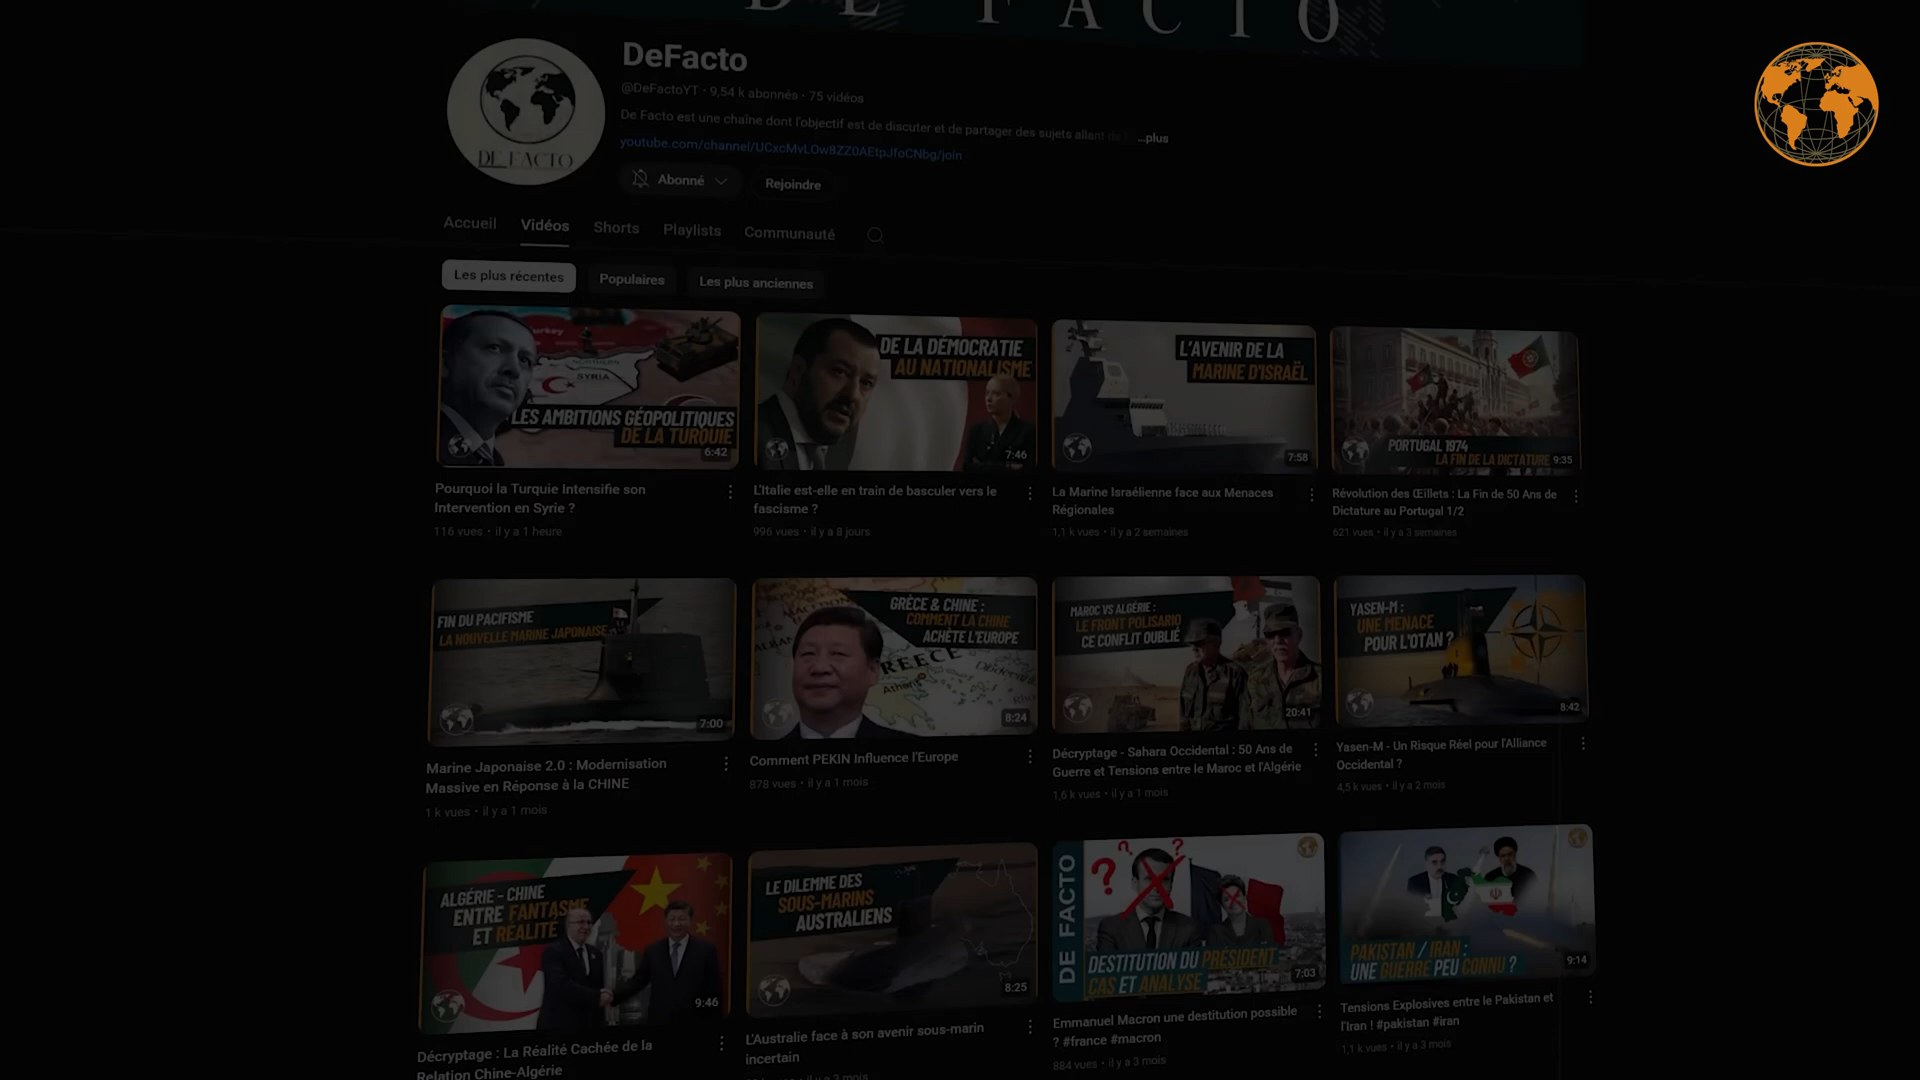 DE FACTO
DeFacto
@DeFactoYT · 9,54 k abonnés · 75 vidéos
De Facto est une chaîne dont l'objectif est de discuter et de partager des sujets allant de ...plus
youtube.com/channel/UCxcMvLOw8ZZ0AEtpJfoCNbg/join
DE FACTO
Abonné
Rejoindre
Accueil Vidéos Shorts Playlists Communauté
Les plus récentes Populaires Les plus anciennes
SYRIA
LES AMBITIONS GÉOPOLITIQUES
DE LA TURQUIE
6:42
DE LA DÉMOCRATIE
AU NATIONALISME
7:46
L'AVENIR DE LA
MARINE D'ISRAËL
7:58
PORTUGAL 1974
LA FIN DE LA DICTATURE
9:35
Pourquoi la Turquie Intensifie son
Intervention en Syrie ?
116 vues · il y a 1 heure
L'Italie est-elle en train de basculer vers le
fascisme ?
996 vues · il y a 8 jours
La Marine Israélienne face aux Menaces
Régionales
1,1 k vues · il y a 2 semaines
Révolution des Œillets : La Fin de 50 Ans de
Dictature au Portugal 1/2
621 vues · il y a 3 semaines
FIN DU PACIFISME
LA NOUVELLE MARINE JAPONAISE
7:00
GRÈCE & CHINE :
COMMENT LA CHINE
ACHÈTE L'EUROPE
REECE
Athens
8:24
MAROC VS ALGÉRIE :
LE FRONT POLISARIO
CE CONFLIT OUBLIÉ
20:41
YASEN-M :
UNE MENACE
POUR L'OTAN ?
8:42
Marine Japonaise 2.0 : Modernisation
Massive en Réponse à la CHINE
1 k vues · il y a 1 mois
Comment PEKIN Influence l'Europe
878 vues · il y a 1 mois
Décryptage - Sahara Occidental : 50 Ans de
Guerre et Tensions entre le Maroc et l'Algérie
1,6 k vues · il y a 1 mois
Yasen-M - Un Risque Réel pour l'Alliance
Occidental ?
4,5 k vues · il y a 2 mois
ALGÉRIE - CHINE
ENTRE FANTASME
ET RÉALITÉ
9:46
LE DILEMME DES
SOUS-MARINS
AUSTRALIENS
8:25
DE FACTO
DESTITUTION DU PRÉSIDENT
CAS ET ANALYSE
7:03
PAKISTAN / IRAN :
UNE GUERRE PEU CONNU ?
9:14
Décryptage : La Réalité Cachée de la
Relation Chine-Algérie
L'Australie face à son avenir sous-marin
incertain
Emmanuel Macron une destitution possible
? #france #macron
884 vues · il y a 3 mois
Tensions Explosives entre le Pakistan et
l'Iran ! #pakistan #iran
1,1 k vues · il y a 3 mois